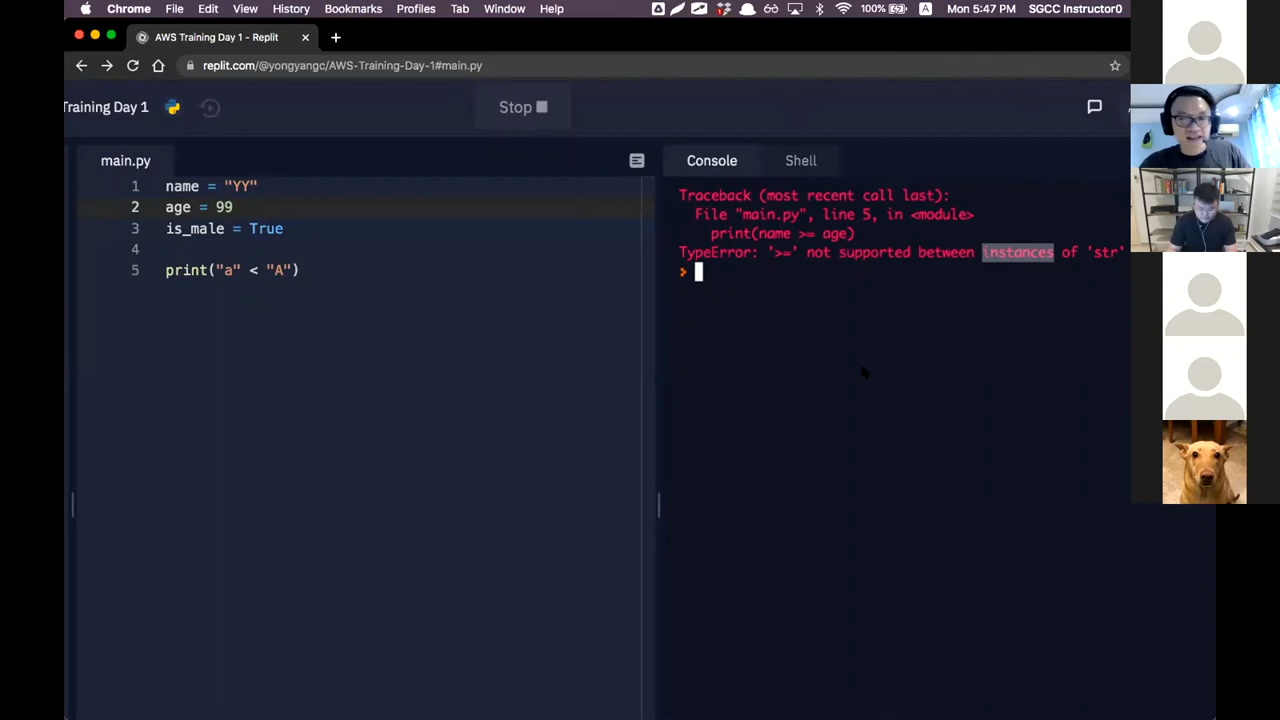 Chrome File Edit View History Bookmarks Profiles Tab Window Help 100% A Mon 5:47 PM SGCC Instructor0
AWS Training Day 1 - Replit
replit.com/@yongyangc/AWS-Training-Day-1#main.py
Training Day 1 Stop
main.py
1 name = "YY"
2 age = 99
3 is_male = True
4
5 print("a" < "A")
Console Shell
Traceback (most recent call last):
File "main.py", line 5, in <module>
print(name >= age)
TypeError: '>=' not supported between instances of 'str'
>